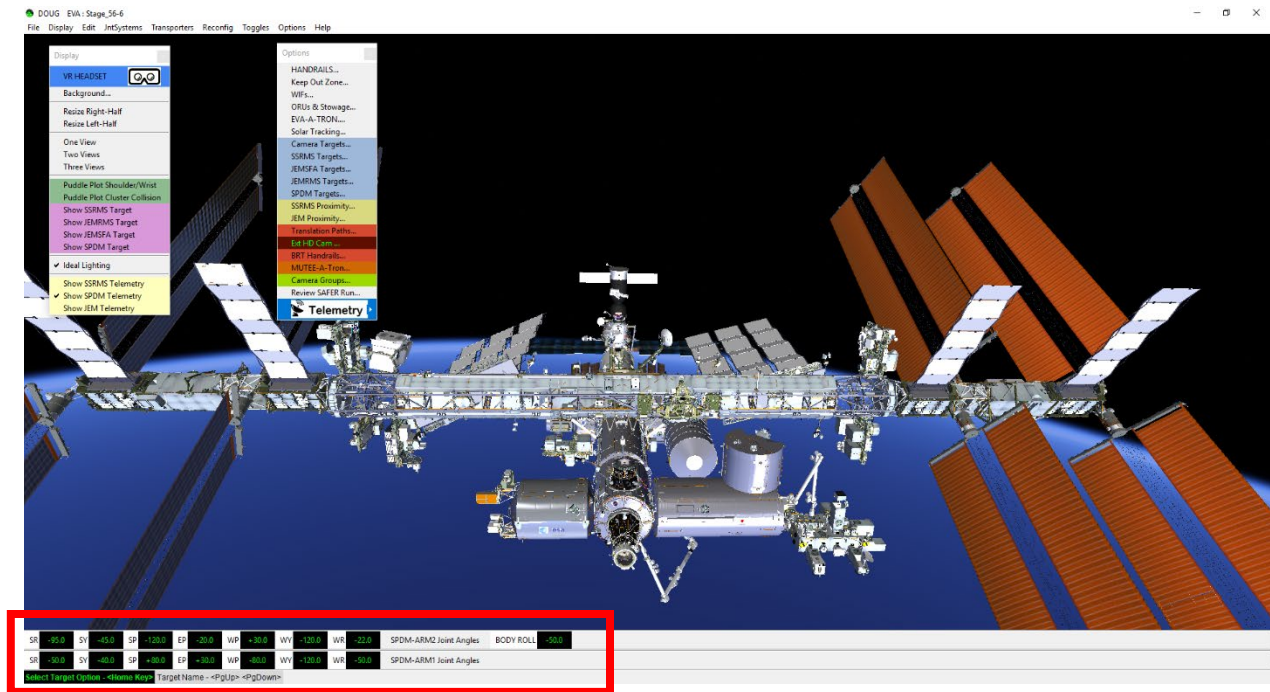 DOUG EVA : Stage_56-6
File Display Edit JntSystems Transporters Reconfig Toggles Options Help
Display
VR HEADSET
Background...
Resize Right-Half
Resize Left-Half
One View
Two Views
Three Views
Puddle Plot Shoulder/Wrist
Puddle Plot Cluster Collision
Show SSRMS Target
Show JEMRMS Target
Show JEMSFA Target
Show SPDM Target
✓ Ideal Lighting
Show SSRMS Telemetry
✓ Show SPDM Telemetry
Show JEM Telemetry
Options
HANDRAILS...
Keep Out Zone...
WIFs...
ORUs & Stowage...
EVA-A-TRON....
Solar Tracking...
Camera Targets...
SSRMS Targets...
JEMSFA Targets...
JEMRMS Targets...
SPDM Targets...
SSRMS Proximity...
JEM Proximity...
Translation Paths...
Ext HD Cam ...
BRT Handrails...
MUTEE-A-Tron...
Camera Groups...
Review SAFER Run...
Telemetry
SR -95.0 SY -45.0 SP -120.0 EP -20.0 WP +30.0 WY -120.0 WR -22.0 SPDM-ARM2 Joint Angles BODY ROLL -50.0
SR -50.0 SY -40.0 SP +80.0 EP +30.0 WP -80.0 WY -120.0 WR -50.0 SPDM-ARM1 Joint Angles
Select Target Option - <Home Key> Target Name - <PgUp> <PgDown>